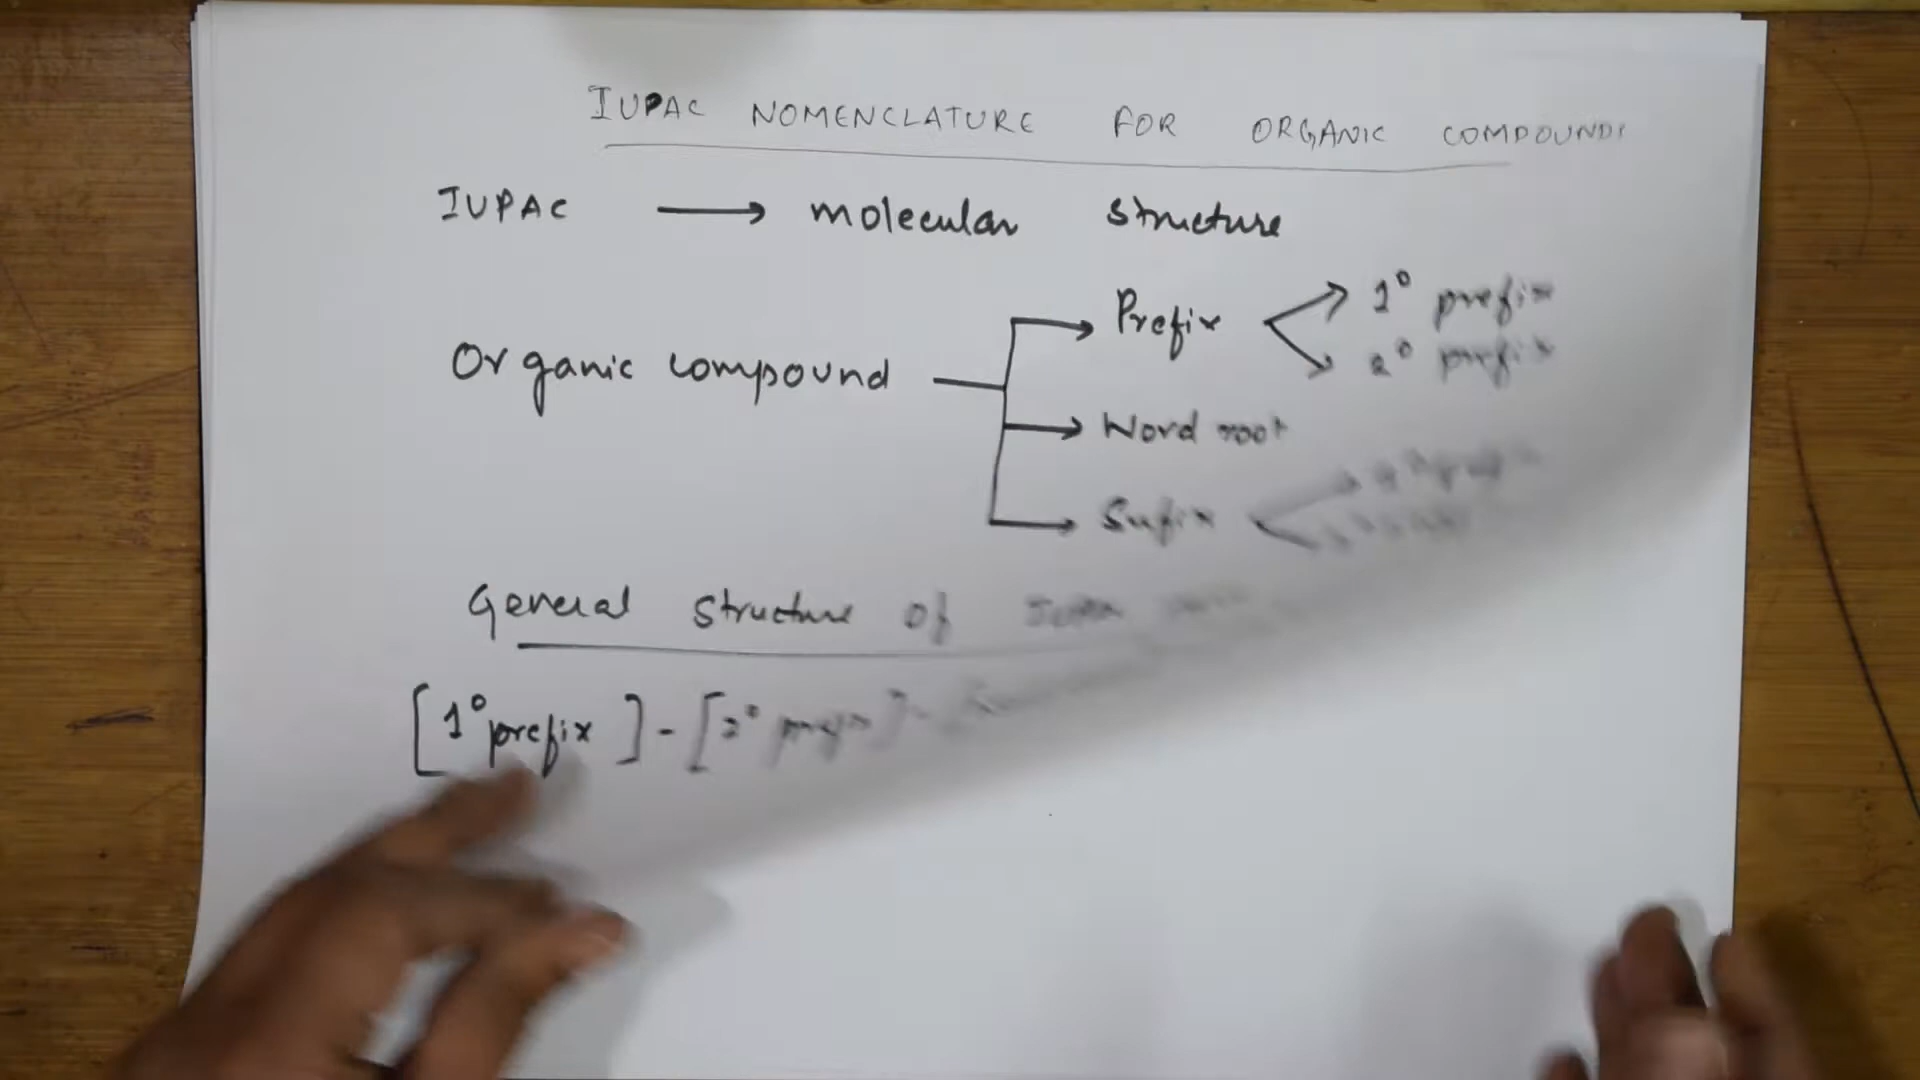 IUPAC NOMENCLATURE FOR ORGANIC COMPOUNDS
IUPAC → molecular structure
Prefix → 1° prefix
2° prefix
Organic compound
Word root
Sufix
General structure of
[1° prefix] - [2° prefix] -